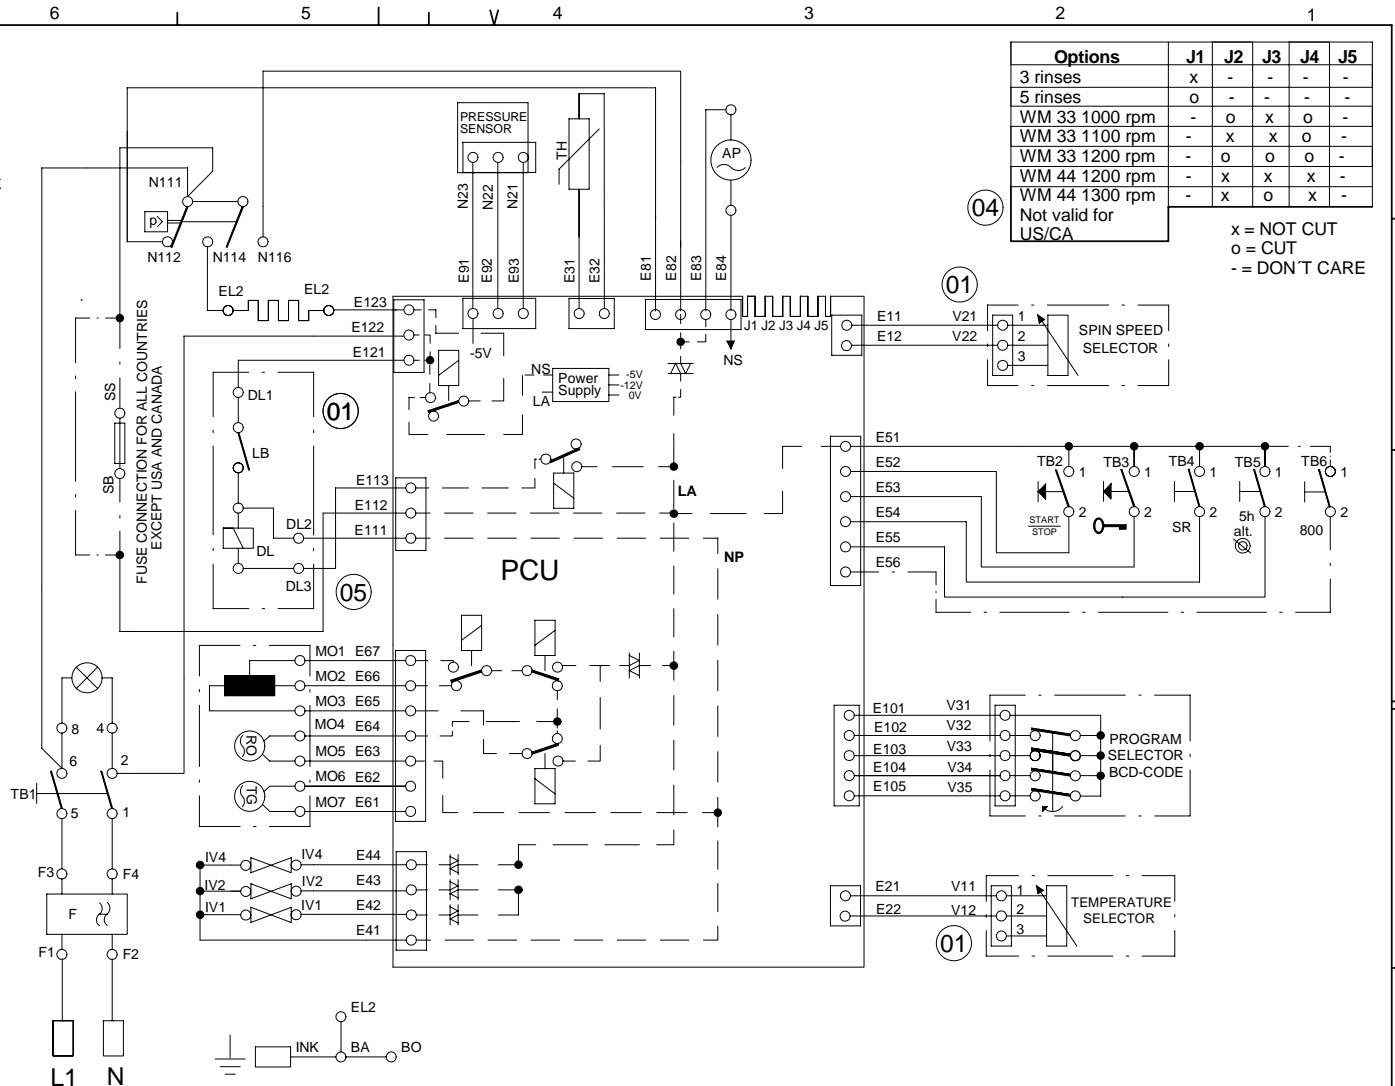 6 5 4 3 2 1
Options J1 J2 J3 J4 J5
3 rinses x - - - -
5 rinses o - - - -
WM 33 1000 rpm - o x o -
WM 33 1100 rpm - x x o -
WM 33 1200 rpm - o o o -
WM 44 1200 rpm - x x x -
WM 44 1300 rpm - x o x -
Not valid for
US/CA
04
x = NOT CUT
o = CUT
- = DON´T CARE
PRESSURE
SENSOR
TH
AP
N111
p>
N112 N114 N116
N23 N22 N21
E91 E92 E93 E31 E32 E81 E82 E83 E84
EL2 EL2
E123
E122
E121
-5V
NS
LA
Power
Supply
-5V
-12V
0V
J1 J2 J3 J4 J5
NS
01
E11 V21 1
E12 V22 2
3
SPIN SPEED
SELECTOR
FUSE CONNECTION FOR ALL COUNTRIES
EXCEPT USA AND CANADA
SS
SB
DL1
LB
01
DL
DL2
DL3
05
E113
E112
E111
LA
NP
PCU
E51
E52
E53
E54
E55
E56
TB2 1
2
START
STOP
TB3 1
2
TB4 1
2
SR
TB5 1
2
5h
alt.
TB6 1
2
800
MO1 E67
MO2 E66
MO3 E65
MO4 E64
MO5 E63
MO6 E62
MO7 E61
RO
TG
8 4
6 2
TB1
5 1
F3 F4
F
F1 F2
L1 N
IV4 IV4 E44
IV2 IV2 E43
IV1 IV1 E42
E41
E101 V31
E102 V32
E103 V33
E104 V34
E105 V35
PROGRAM
SELECTOR
BCD-CODE
E21 V11 1
E22 V12 2
3
TEMPERATURE
SELECTOR
01
EL2
INK BA BO